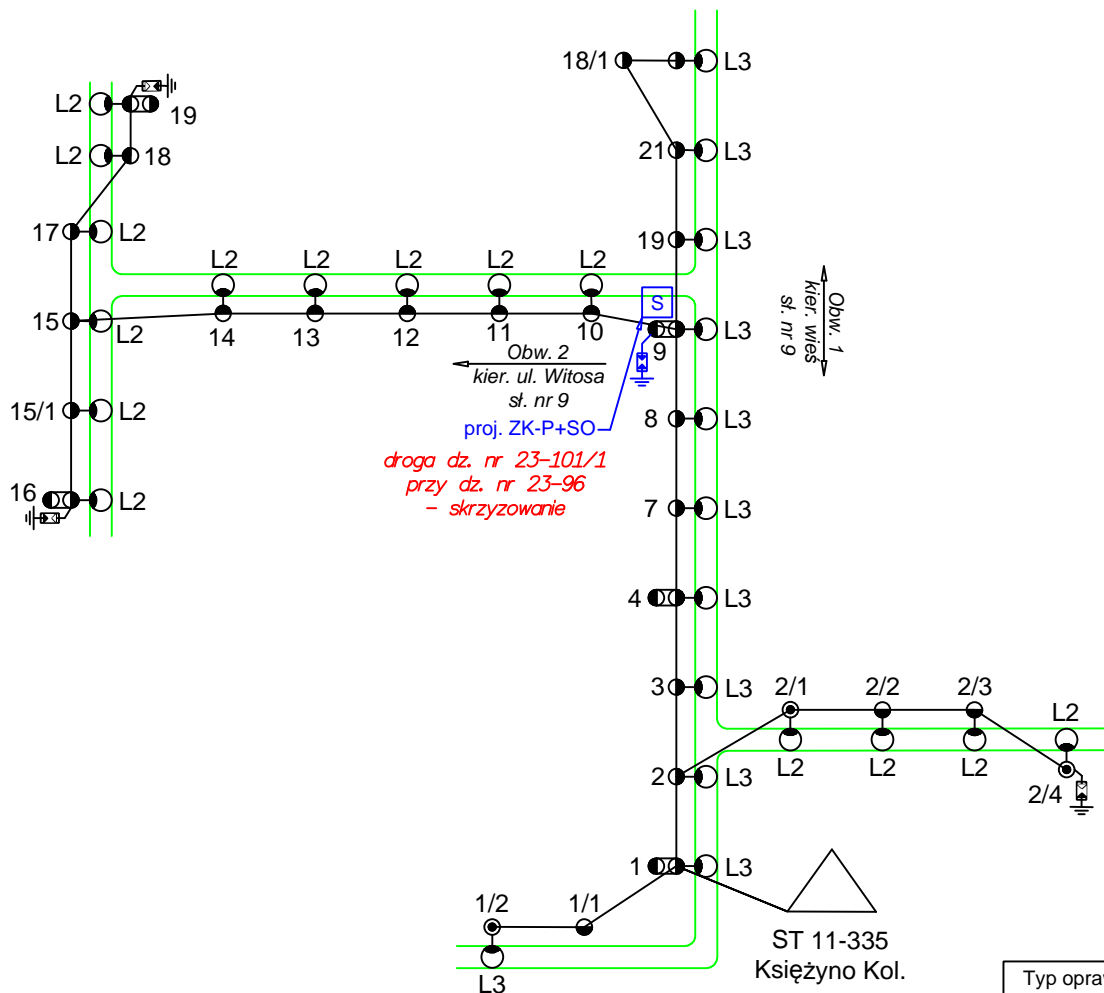 18/1
L3
L2
19
L2
18
21
L3
17
L2
19
L3
L2
L2
L2
L2
L2
S
15
L2
14
13
12
11
10
9
L3
Obw. 1
kier. wieś
sł. nr 9
Obw. 2
kier. ul. Witosa
sł. nr 9
15/1
L2
8
L3
proj. ZK-P+SO
droga dz. nr 23-101/1
przy dz. nr 23-96
- skrzyzowanie
16
L2
7
L3
4
L3
3
L3
2/1
2/2
2/3
L2
2
L3
L2
L2
L2
2/4
1
L3
1/2
1/1
L3
ST 11-335
Księżyno Kol.